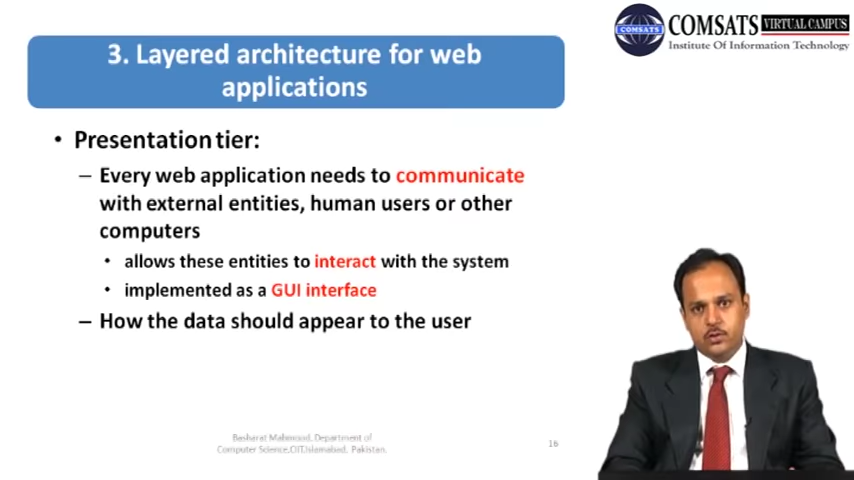 COMSATS VIRTUAL CAMPUS
Institute Of Information Technology
COMSATS
3. Layered architecture for web
applications
• Presentation tier:
– Every web application needs to communicate
with external entities, human users or other
computers
• allows these entities to interact with the system
• implemented as a GUI interface
– How the data should appear to the user
Basharat Mahmood, Department of
Computer Science,CIIT,Islamabad, Pakistan.
16